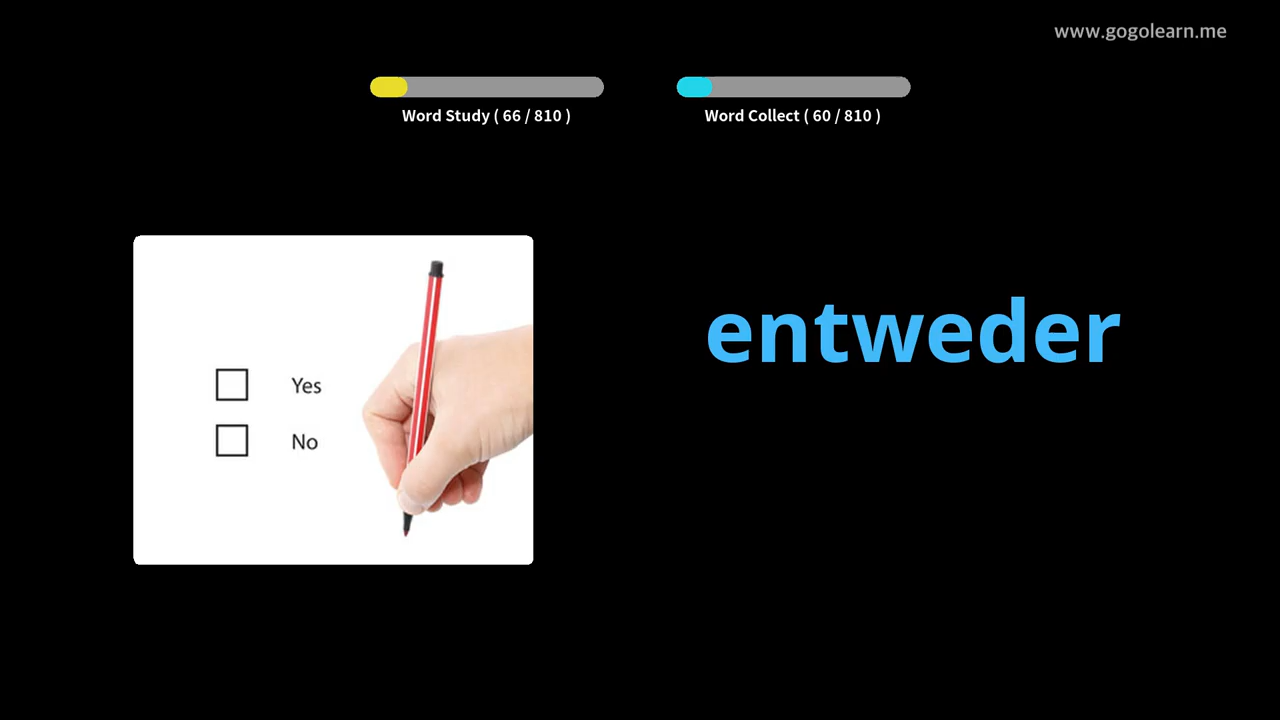 www.gogolearn.me
Word Study ( 66 / 810 )
Word Collect ( 60 / 810 )
entweder
Yes
No